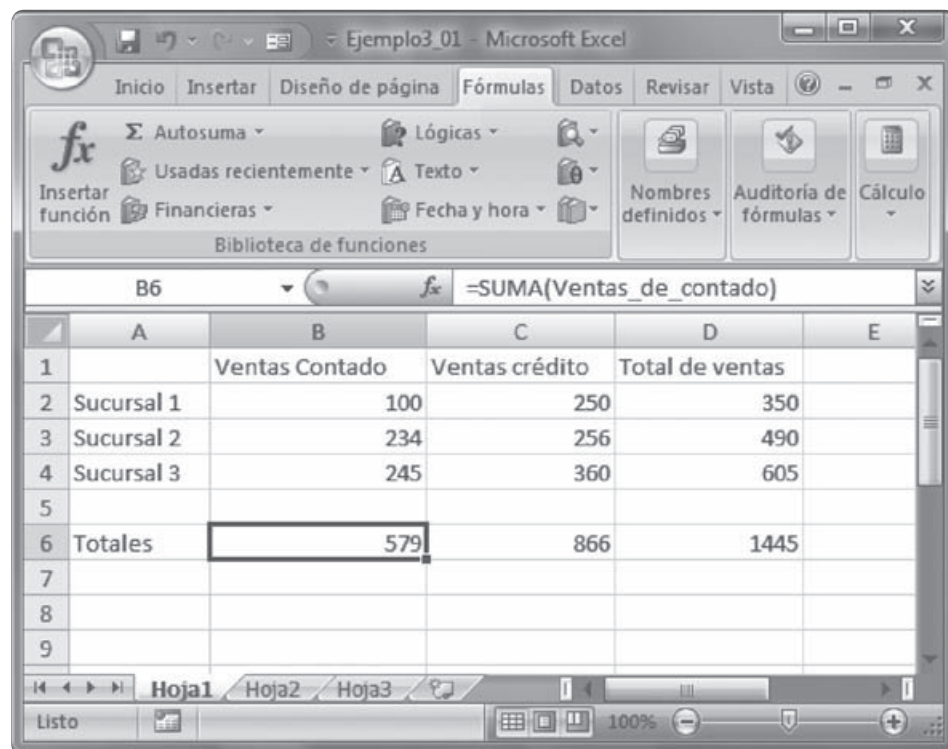 Ejemplo3_01 - Microsoft Excel
Inicio Insertar Diseño de página Fórmulas Datos Revisar Vista
fx Insertar función
Σ Autosuma
Usadas recientemente
Financieras
Lógicas
A Texto
Fecha y hora
Biblioteca de funciones
Nombres definidos
Auditoría de fórmulas
Cálculo
B6 fx =SUMA(Ventas_de_contado)
A B C D E
1 Ventas Contado Ventas crédito Total de ventas
2 Sucursal 1 100 250 350
3 Sucursal 2 234 256 490
4 Sucursal 3 245 360 605
5
6 Totales 579 866 1445
7
8
9
Hoja1 Hoja2 Hoja3
Listo 100%